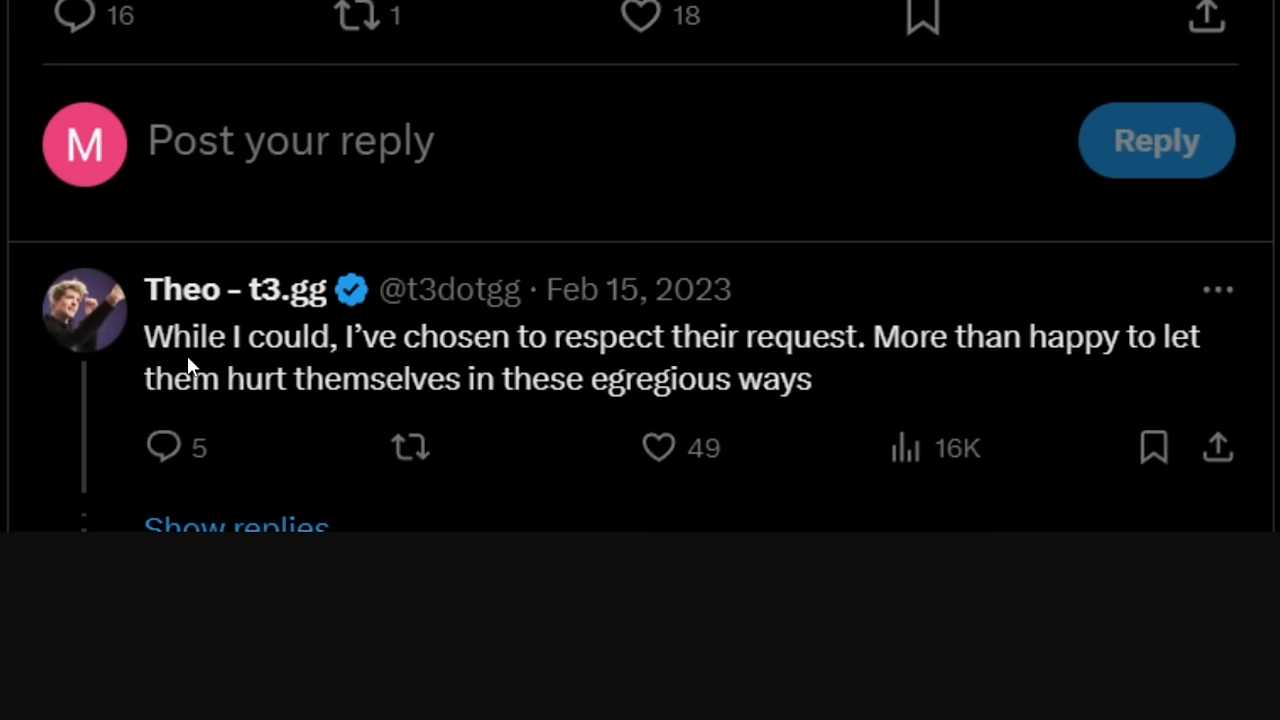 16 1 18
M Post your reply Reply
Theo - t3.gg @t3dotgg · Feb 15, 2023
While I could, I’ve chosen to respect their request. More than happy to let
them hurt themselves in these egregious ways
5 49 16K
Show replies